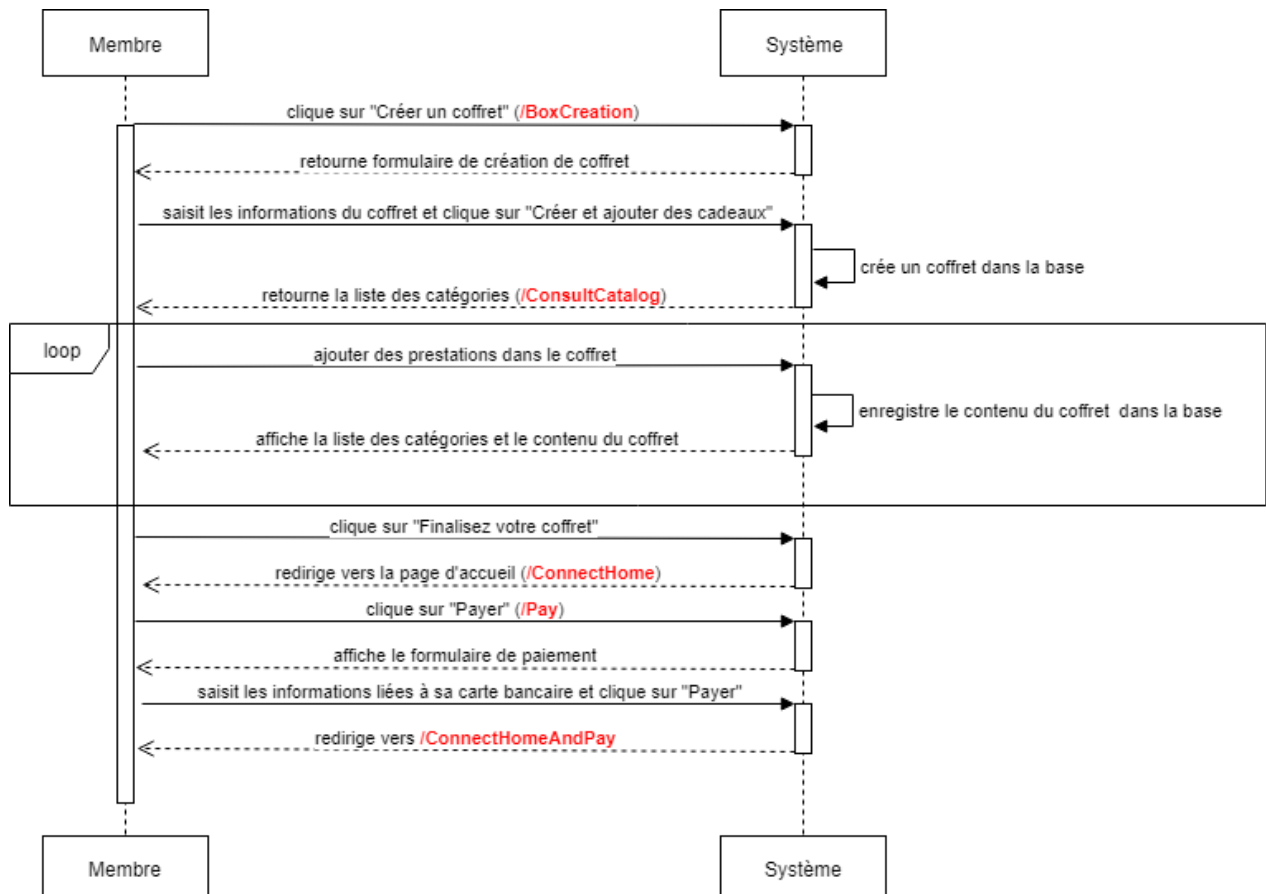 Membre
Système
clique sur "Créer un coffret" (/BoxCreation)
retourne formulaire de création de coffret
saisit les informations du coffret et clique sur "Créer et ajouter des cadeaux"
crée un coffret dans la base
retourne la liste des catégories (/ConsultCatalog)
loop
ajouter des prestations dans le coffret
enregistre le contenu du coffret dans la base
affiche la liste des catégories et le contenu du coffret
clique sur "Finalisez votre coffret"
redirige vers la page d'accueil (/ConnectHome)
clique sur "Payer" (/Pay)
affiche le formulaire de paiement
saisit les informations liées à sa carte bancaire et clique sur "Payer"
redirige vers /ConnectHomeAndPay
Membre
Système